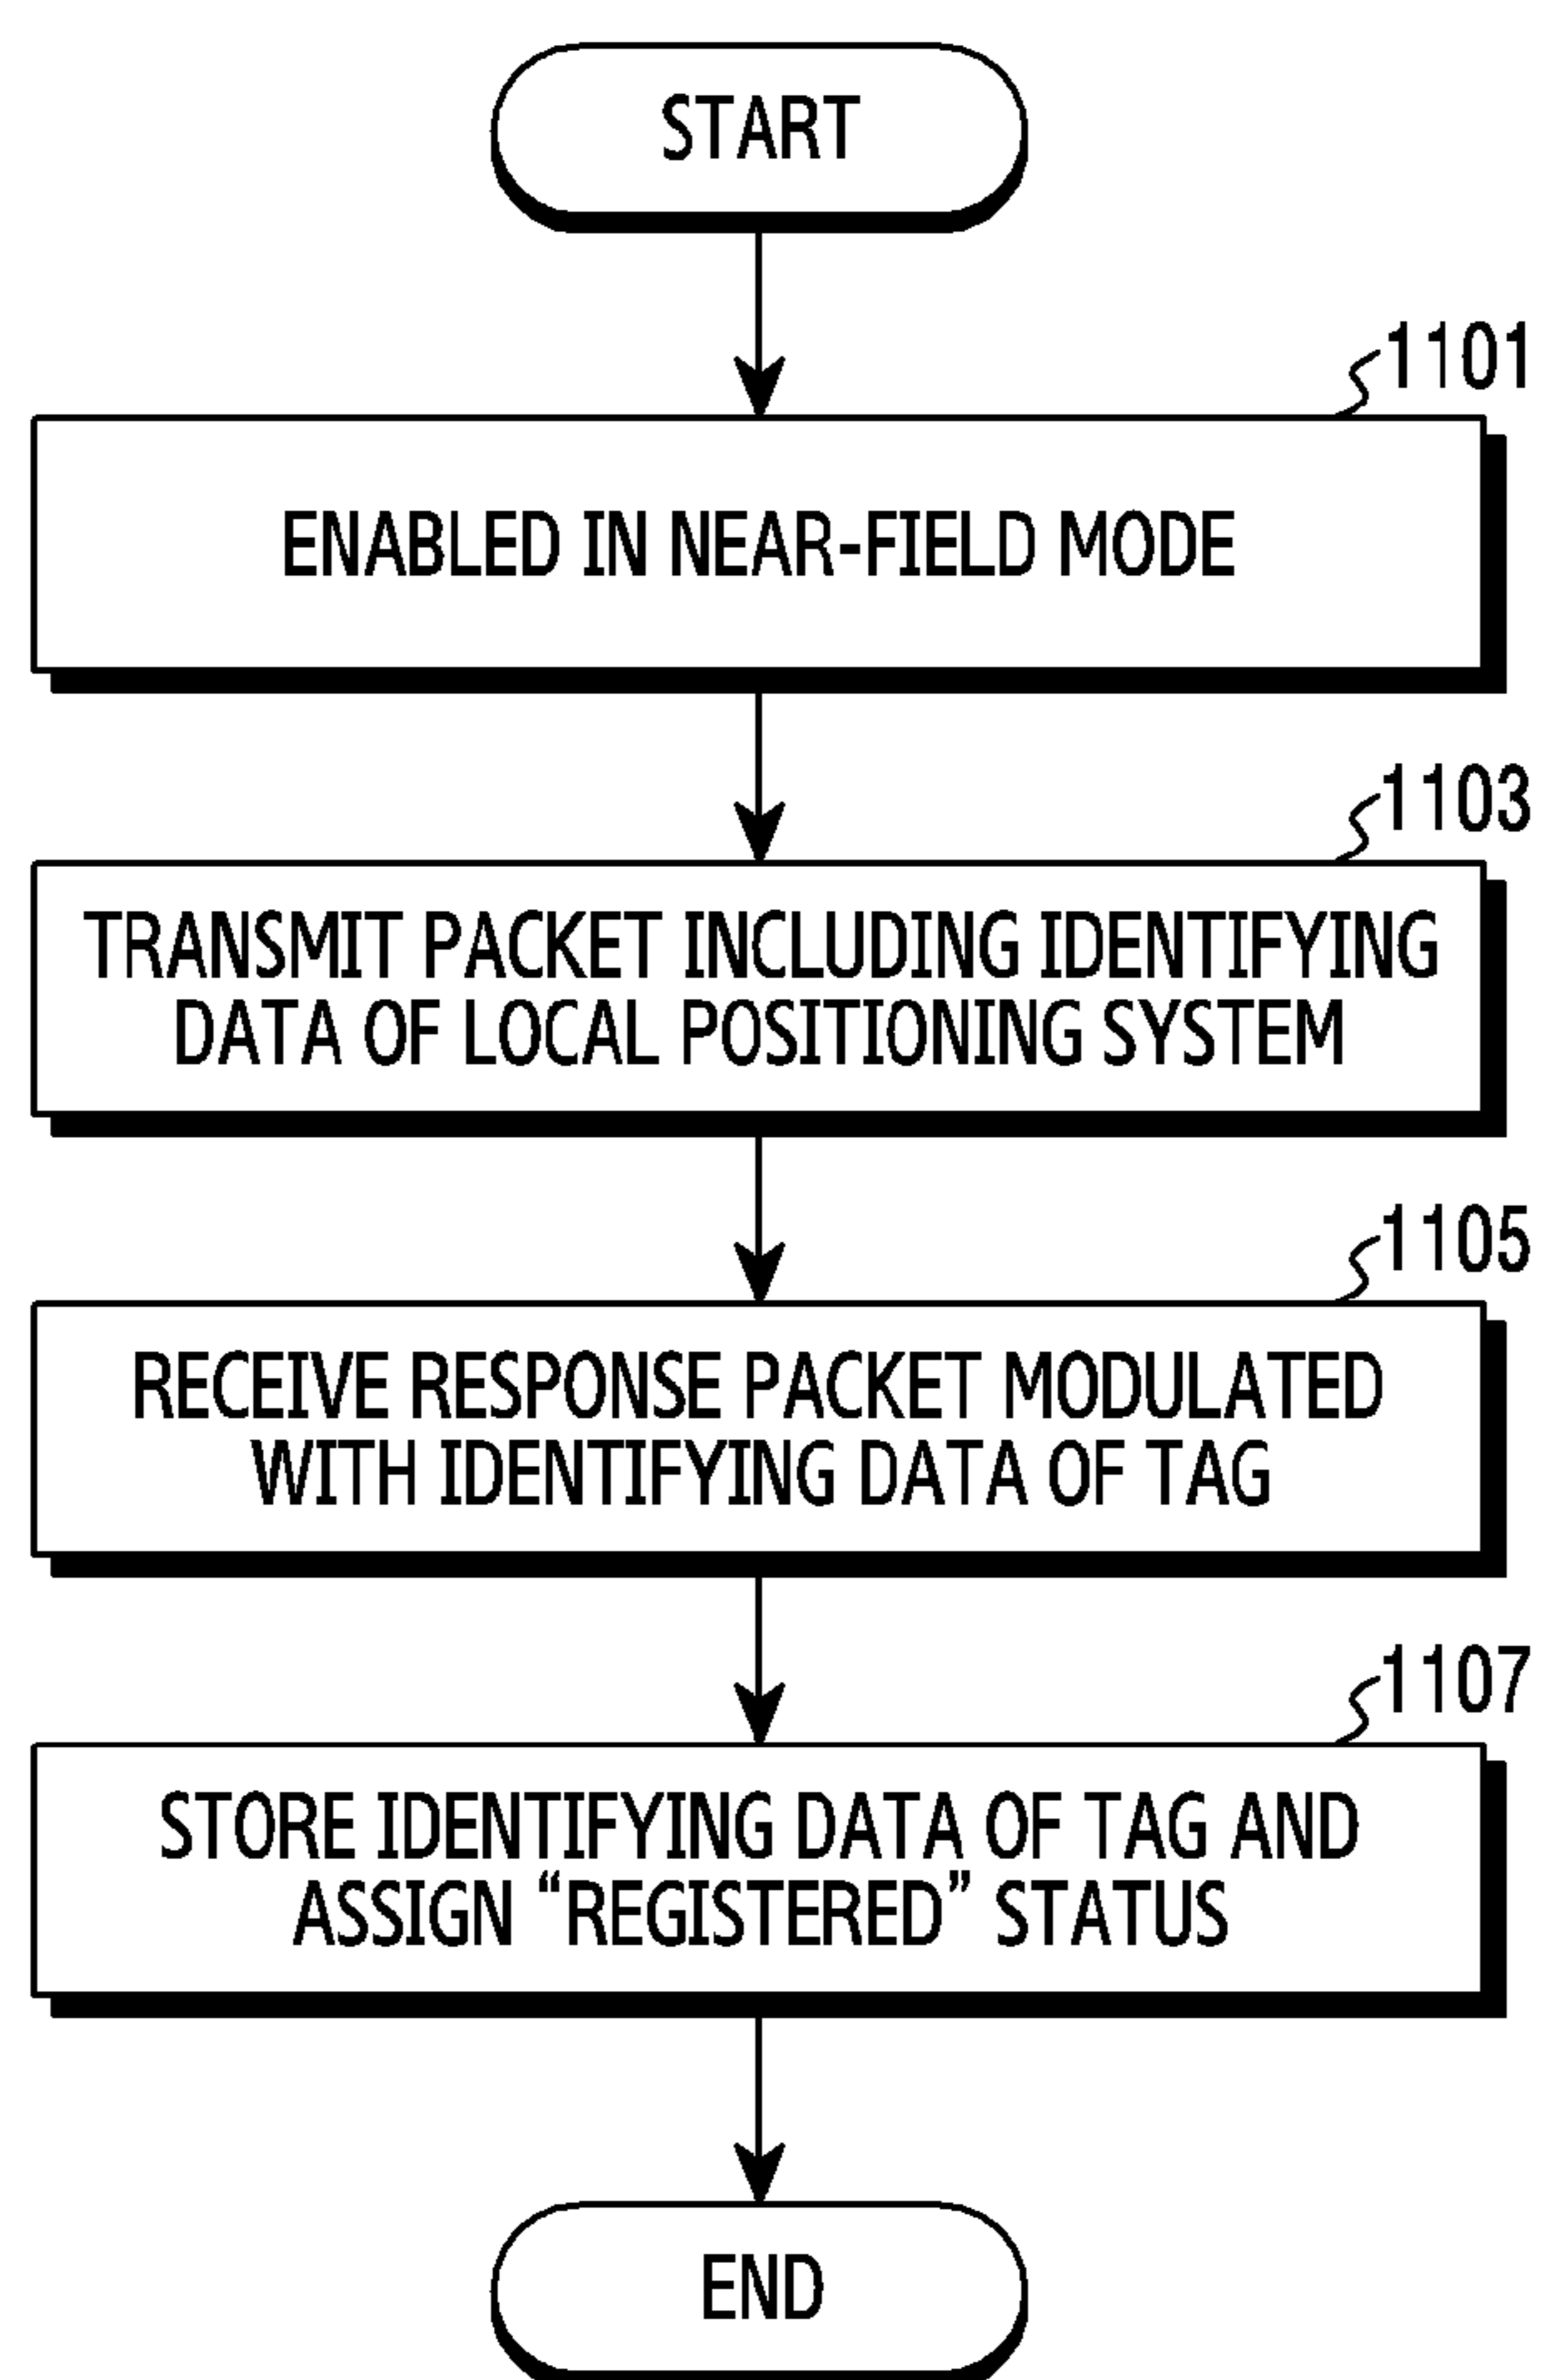 START
1101
ENABLED IN NEAR-FIELD MODE
1103
TRANSMIT PACKET INCLUDING IDENTIFYING
DATA OF LOCAL POSITIONING SYSTEM
1105
RECEIVE RESPONSE PACKET MODULATED
WITH IDENTIFYING DATA OF TAG
1107
STORE IDENTIFYING DATA OF TAG AND
ASSIGN “REGISTERED” STATUS
END